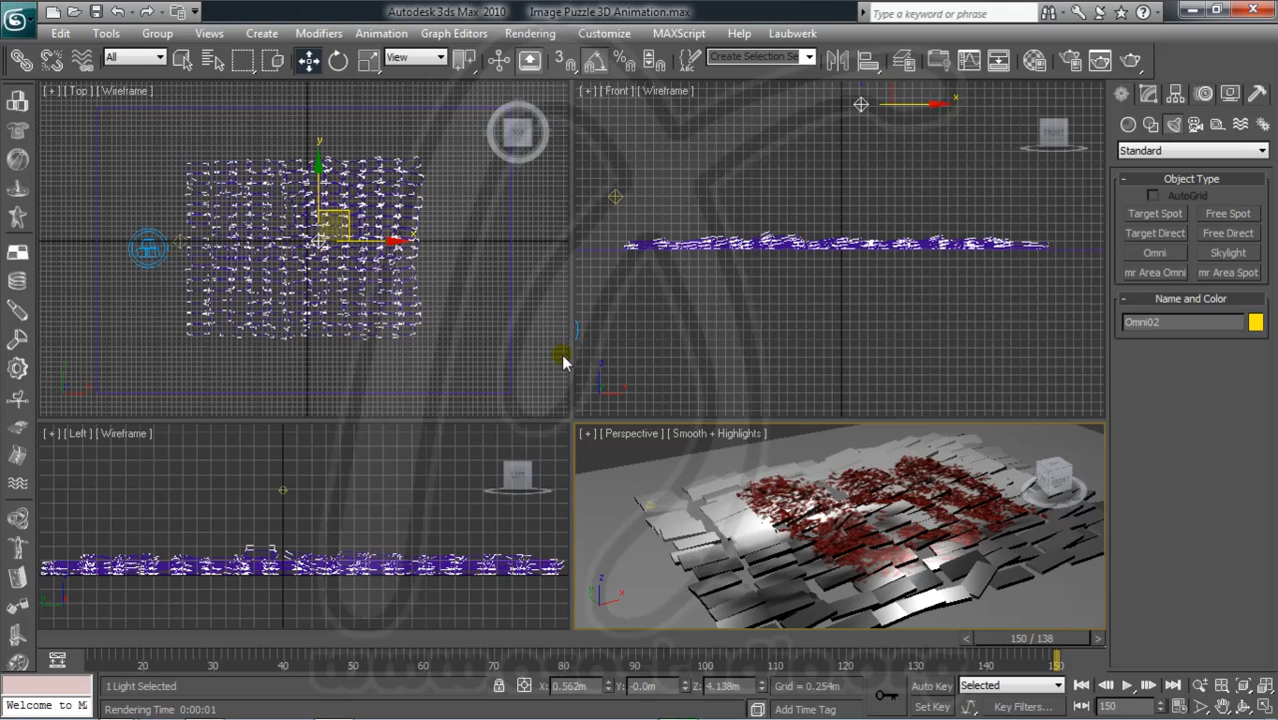 Autodesk 3ds Max 2010 Image Puzzle 3D Animation.max
Type a keyword or phrase
Edit Tools Group Views Create Modifiers Animation Graph Editors Rendering Customize MAXScript Help Laubwerk
All View Create Selection Se
[ + ] [ Top ] [ Wireframe ]
TOP
y
x
[ + ] [ Front ] [ Wireframe ]
FRONT
x
z
x
[ + ] [ Left ] [ Wireframe ]
LEFT
[ + ] [ Perspective ] [ Smooth + Highlights ]
z
x
Standard
Object Type
AutoGrid
Target Spot Free Spot
Target Direct Free Direct
Omni Skylight
mr Area Omni mr Area Spot
Name and Color
Omni02
150 / 138
20 30 40 50 60 70 80 90 100 110 120 130 140 150
1 Light Selected X: 0.562m Y: -0.0m Z: 4.138m Grid = 0.254m Auto Key Selected
Welcome to M Rendering Time 0:00:01 Add Time Tag Set Key Key Filters... 150